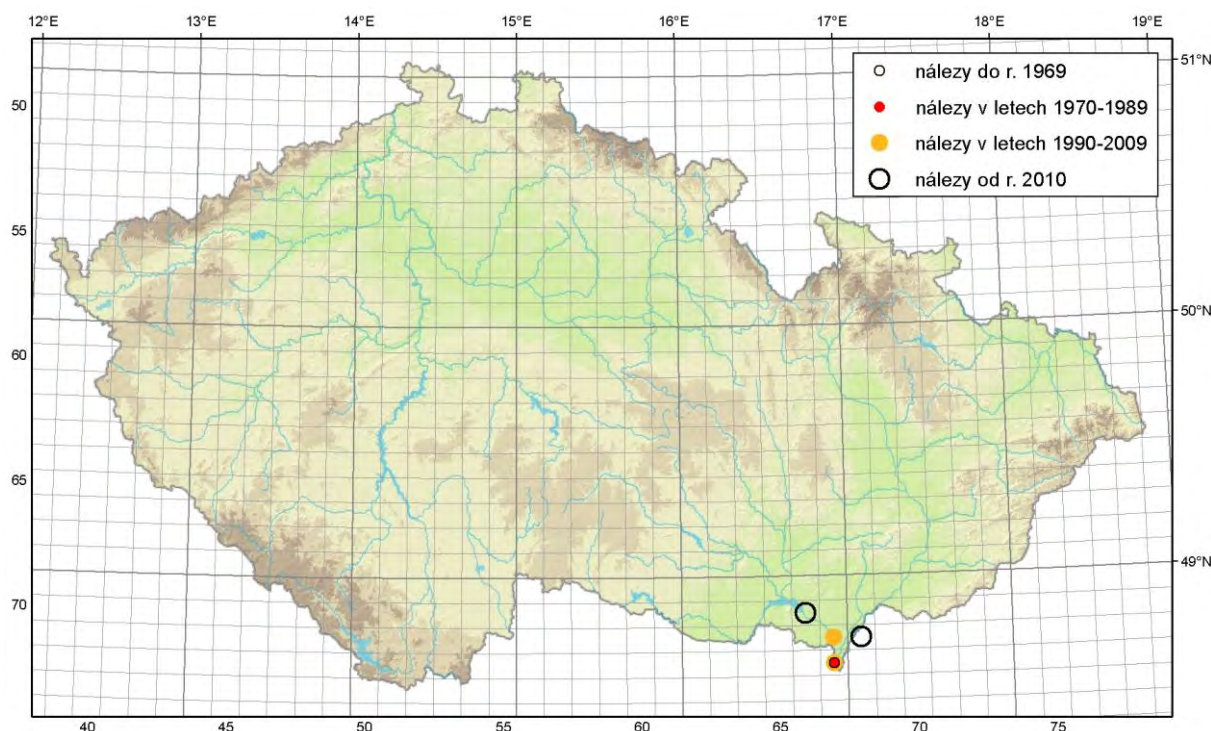 12°E 13°E 14°E 15°E 16°E 17°E 18°E 19°E
nálezy do r. 1969
nálezy v letech 1970-1989
nálezy v letech 1990-2009
nálezy od r. 2010
51°N
50
55
50°N
60
65
49°N
70
40 45 50 55 60 65 70 75